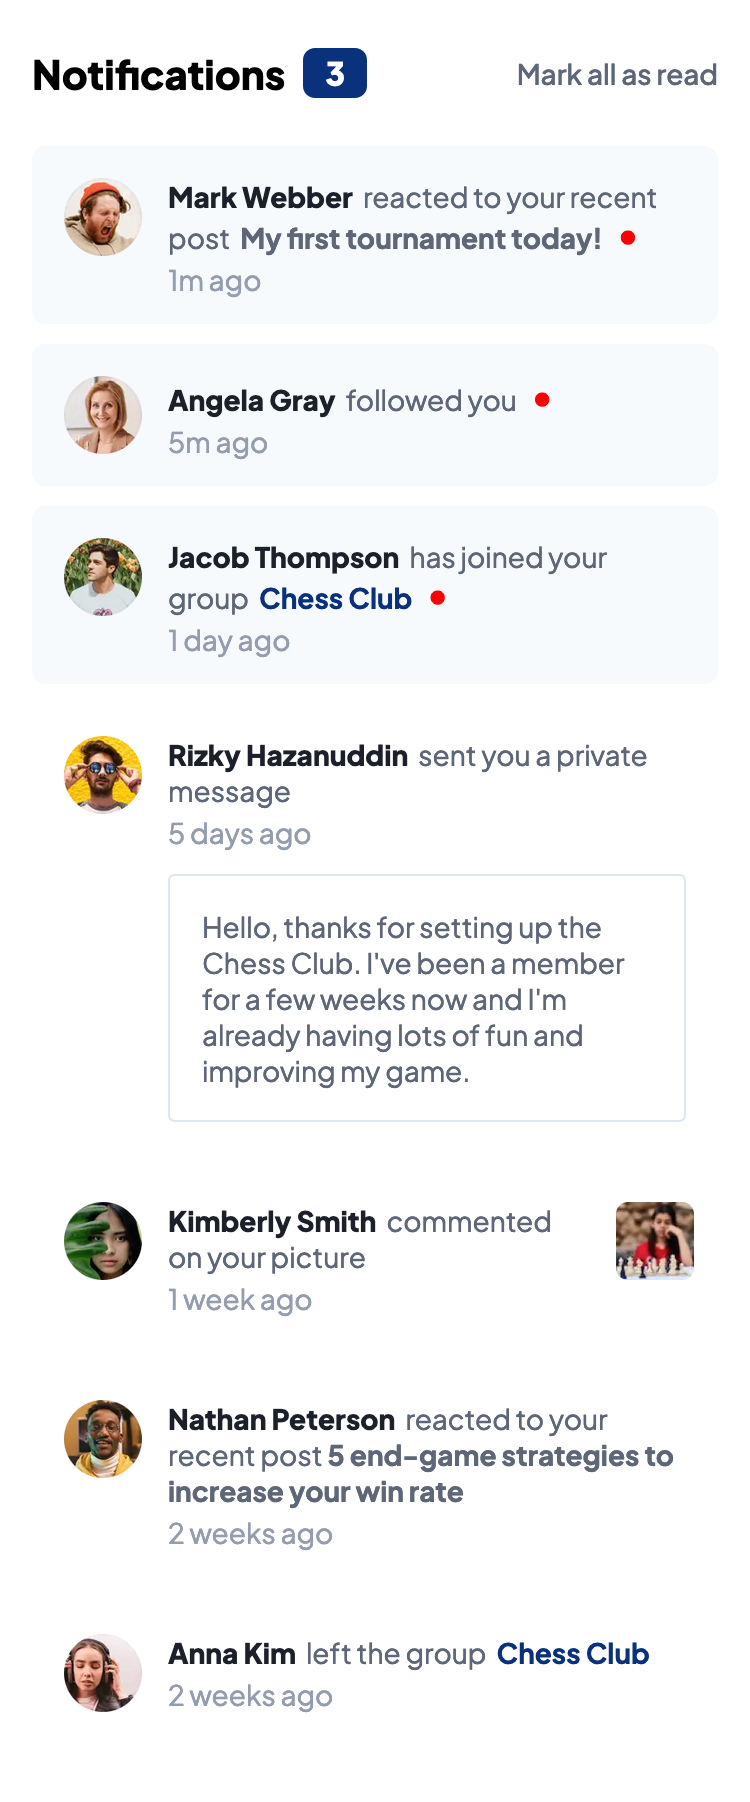 Notifications 3 Mark all as read
Mark Webber reacted to your recent
post My first tournament today!
1m ago
Angela Gray followed you
5m ago
Jacob Thompson has joined your
group Chess Club
1 day ago
Rizky Hazanuddin sent you a private
message
5 days ago
Hello, thanks for setting up the
Chess Club. I've been a member
for a few weeks now and I'm
already having lots of fun and
improving my game.
Kimberly Smith commented
on your picture
1 week ago
Nathan Peterson reacted to your
recent post 5 end-game strategies to
increase your win rate
2 weeks ago
Anna Kim left the group Chess Club
2 weeks ago